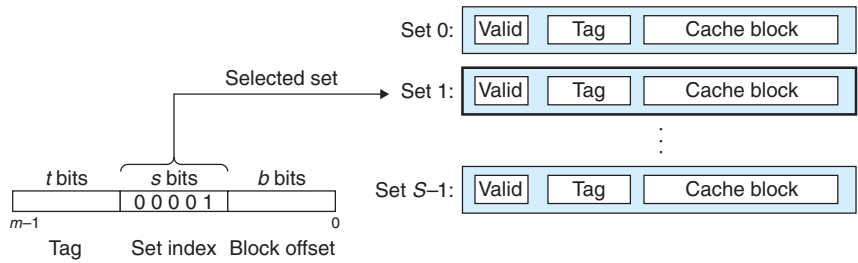 Set 0: Valid Tag Cache block
Selected set
Set 1: Valid Tag Cache block
. . .
Set S–1: Valid Tag Cache block
t bits s bits b bits
0 0 0 0 1
m–1 0
Tag Set index Block offset